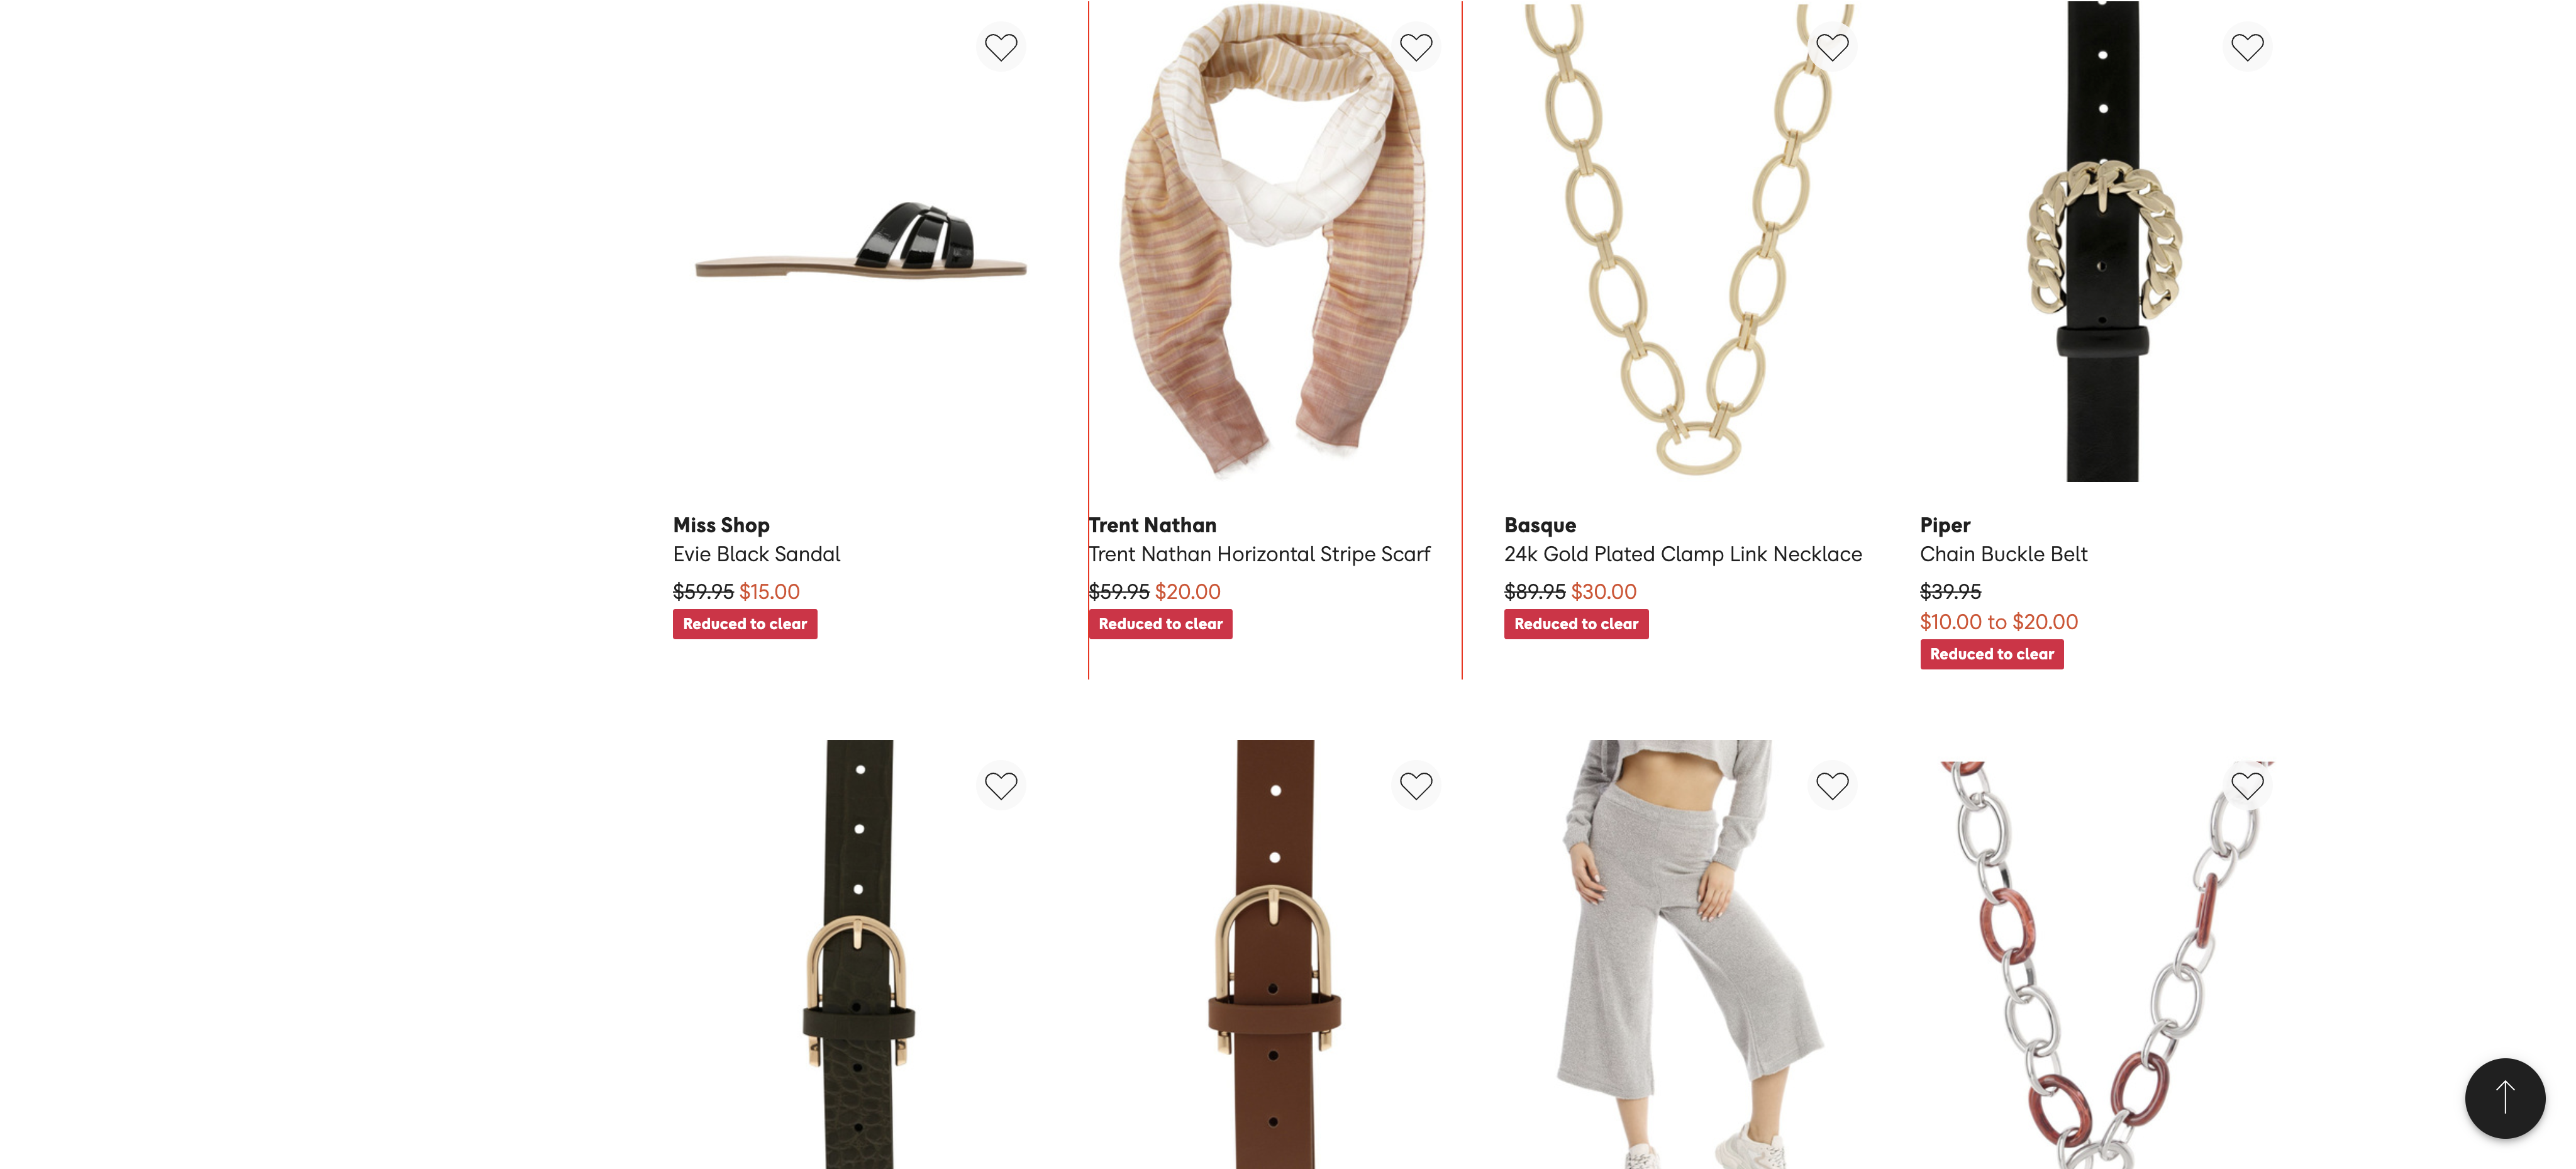 Miss Shop
Evie Black Sandal
$59.95 $15.00
Reduced to clear
Trent Nathan
Trent Nathan Horizontal Stripe Scarf
$59.95 $20.00
Reduced to clear
Basque
24k Gold Plated Clamp Link Necklace
$89.95 $30.00
Reduced to clear
Piper
Chain Buckle Belt
$39.95
$10.00 to $20.00
Reduced to clear